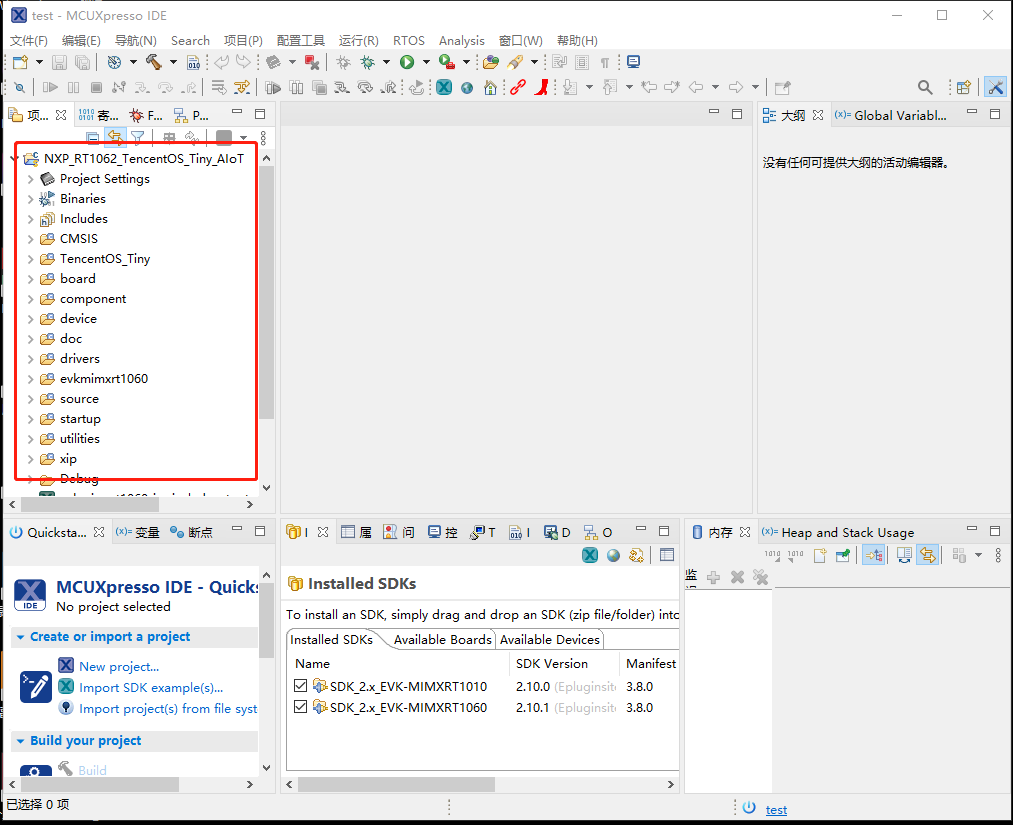 test - MCUXpresso IDE
文件(F) 编辑(E) 导航(N) Search 项目(P) 配置工具 运行(R) RTOS Analysis 窗口(W) 帮助(H)
项... 寄... F... P...
大纲 Global Variabl...
NXP_RT1062_TencentOS_Tiny_AIoT
没有任何可提供大纲的活动编辑器。
Project Settings
Binaries
Includes
CMSIS
TencentOS_Tiny
board
component
device
doc
drivers
evkmimxrt1060
source
startup
utilities
xip
Debug
Quicksta... 变量 断点
I 属 问 控 T I D O
内存 Heap and Stack Usage
MCUXpresso IDE - Quicks
IDE
No project selected
Installed SDKs
监
To install an SDK, simply drag and drop an SDK (zip file/folder) into
Create or import a project
Installed SDKs Available Boards Available Devices
New project...
Name SDK Version Manifest
Import SDK example(s)...
SDK_2.x_EVK-MIMXRT1010 2.10.0 (Epluginsite 3.8.0
Import project(s) from file syst
SDK_2.x_EVK-MIMXRT1060 2.10.1 (Epluginsite 3.8.0
Build your project
Build
已选择 0 项
test